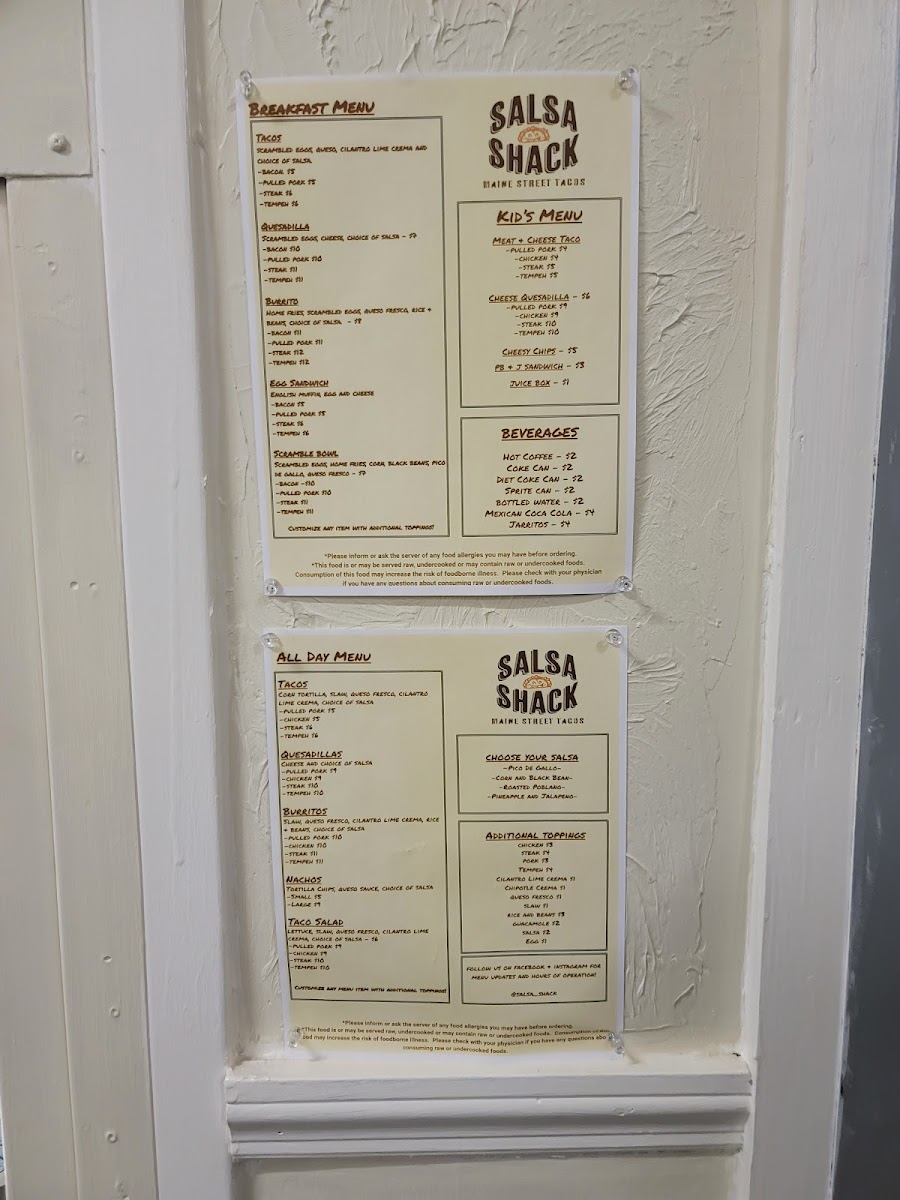 BREAKFAST MENU
TACOS
SCRAMBLED EGGS, QUESO, CILANTRO LIME CREMA AND
CHOICE OF SALSA
-BACON $5
-PULLED PORK $5
-STEAK $6
-TEMPEH $6
QUESADILLA
SCRAMBLED EGGS, CHEESE, CHOICE OF SALSA - $7
-BACON $10
-PULLED PORK $10
-STEAK $11
-TEMPEH $11
BURRITO
HOME FRIES, SCRAMBLED EGGS, QUESO FRESCO, RICE +
BEANS, CHOICE OF SALSA - $8
-BACON $11
-PULLED PORK $11
-STEAK $12
-TEMPEH $12
EGG SANDWICH
ENGLISH MUFFIN, EGG AND CHEESE
-BACON $5
-PULLED PORK $5
-STEAK $6
-TEMPEH $6
SCRAMBLE BOWL
SCRAMBLED EGGS, HOME FRIES, CORN, BLACK BEANS, PICO
DE GALLO, QUESO FRESCO - $7
-BACON -$10
-PULLED PORK $10
-STEAK $11
-TEMPEH $11
CUSTOMIZE ANY ITEM WITH ADDITIONAL TOPPINGS!
SALSA
SHACK
MAINE STREET TACOS
KID'S MENU
MEAT + CHEESE TACO
-PULLED PORK $4
-CHICKEN $4
-STEAK $5
-TEMPEH $5
CHEESE QUESADILLA - $6
-PULLED PORK $9
-CHICKEN $9
-STEAK $10
-TEMPEH $10
CHEESY CHIPS - $5
PB + J SANDWICH - $3
JUICE BOX - $1
BEVERAGES
HOT COFFEE - $2
COKE CAN - $2
DIET COKE CAN - $2
SPRITE CAN - $2
BOTTLED WATER - $2
MEXICAN COCA COLA - $4
JARRITOS - $4
*Please inform or ask the server of any food allergies you may have before ordering.
*This food is or may be served raw, undercooked or may contain raw or undercooked foods.
Consumption of this food may increase the risk of foodborne illness. Please check with your physician
if you have any questions about consuming raw or undercooked foods.
ALL DAY MENU
TACOS
CORN TORTILLA, SLAW, QUESO FRESCO, CILANTRO
LIME CREMA, CHOICE OF SALSA
-PULLED PORK $5
-CHICKEN $5
-STEAK $6
-TEMPEH $6
QUESADILLAS
CHEESE AND CHOICE OF SALSA
-PULLED PORK $9
-CHICKEN $9
-STEAK $10
-TEMPEH $10
BURRITOS
SLAW, QUESO FRESCO, CILANTRO LIME CREMA, RICE
+ BEANS, CHOICE OF SALSA
-PULLED PORK $10
-CHICKEN $10
-STEAK $11
-TEMPEH $11
NACHOS
TORTILLA CHIPS, QUESO SAUCE, CHOICE OF SALSA
-SMALL $5
-LARGE $9
TACO SALAD
LETTUCE, SLAW, QUESO FRESCO, CILANTRO LIME
CREMA, CHOICE OF SALSA - $6
-PULLED PORK $9
-CHICKEN $9
-STEAK $10
-TEMPEH $10
CUSTOMIZE ANY MENU ITEM WITH ADDITIONAL TOPPINGS!
SALSA
SHACK
MAINE STREET TACOS
CHOOSE YOUR SALSA
-PICO DE GALLO-
-CORN AND BLACK BEAN-
-ROASTED POBLANO-
-PINEAPPLE AND JALAPENO-
ADDITIONAL TOPPINGS
CHICKEN $3
STEAK $4
PORK $3
TEMPEH $4
CILANTRO LIME CREMA $1
CHIPOTLE CREMA $1
QUESO FRESCO $1
SLAW $1
RICE AND BEANS $3
GUACAMOLE $2
SALSA $2
EGG $1
FOLLOW US ON FACEBOOK + INSTAGRAM FOR
MENU UPDATES AND HOURS OF OPERATION!
@SALSA_SHACK
*Please inform or ask the server of any food allergies you may have before ordering.
*This food is or may be served raw, undercooked or may contain raw or undercooked foods. Consumption of
food may increase the risk of foodborne illness. Please check with your physician if you have any questions abo
consuming raw or undercooked foods.